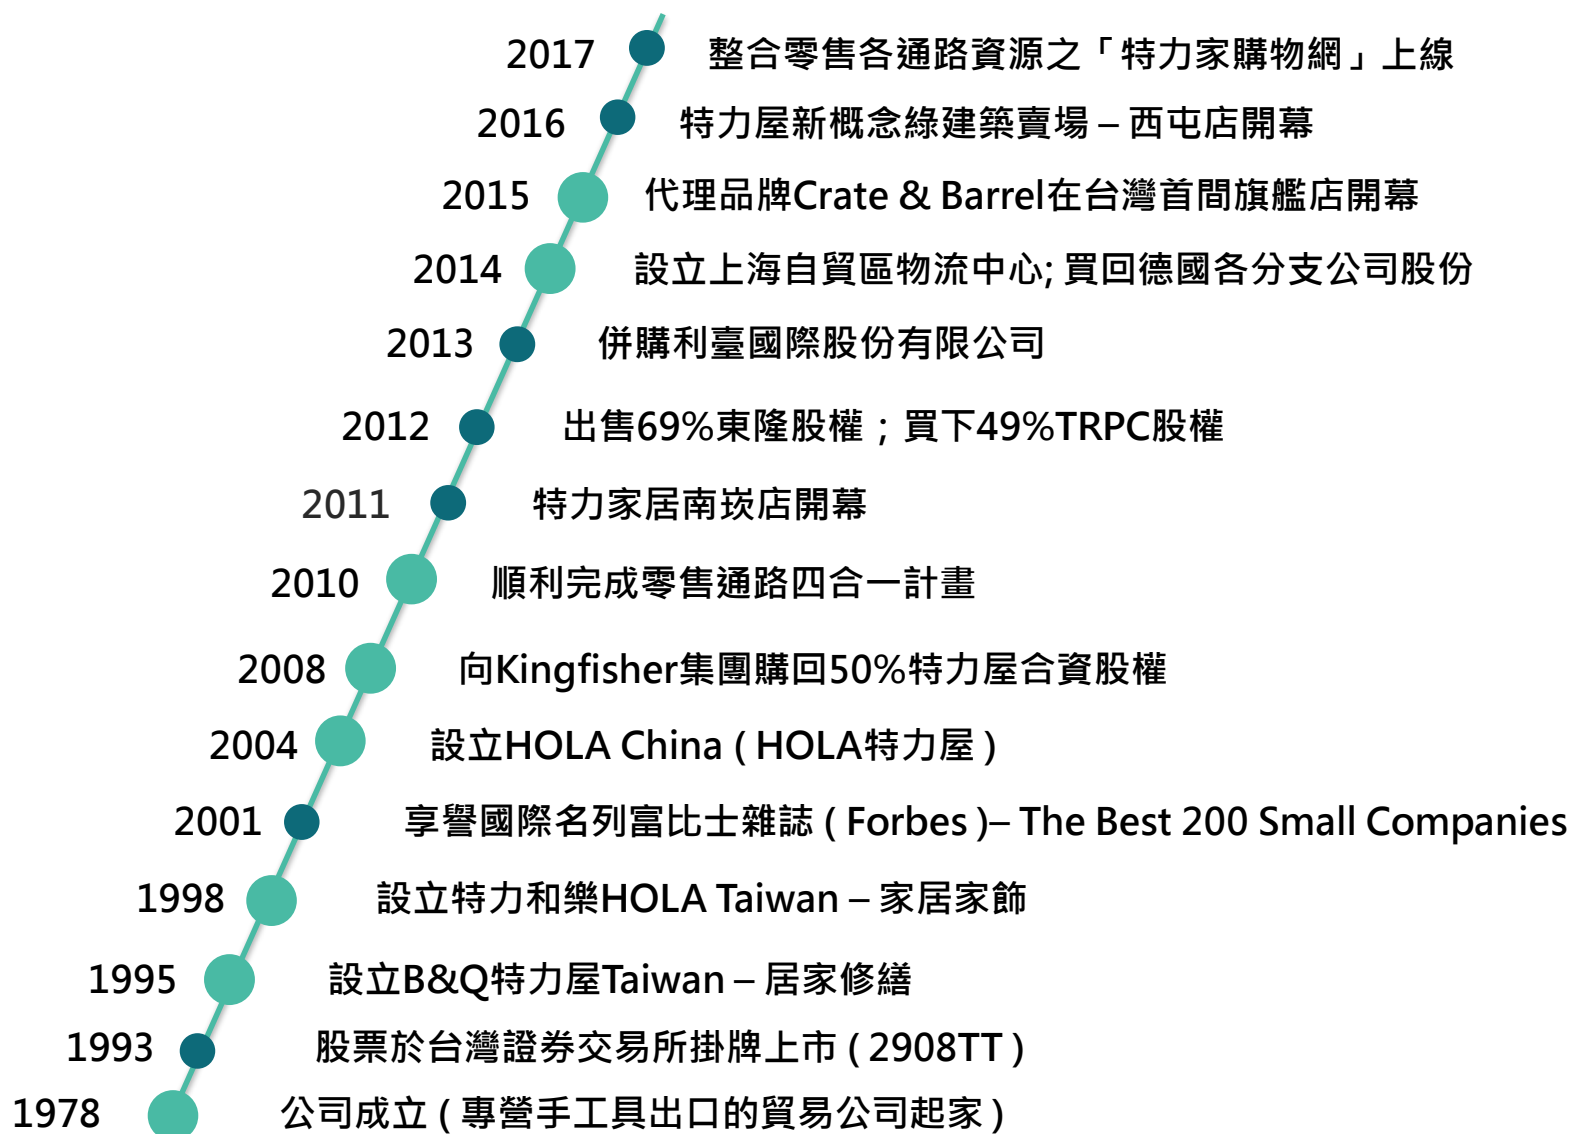 2017 整合零售各通路資源之「特力家購物網」上線
2016 特力屋新概念綠建築賣場 – 西屯店開幕
2015 代理品牌Crate & Barrel在台灣首間旗艦店開幕
2014 設立上海自貿區物流中心; 買回德國各分支公司股份
2013 併購利臺國際股份有限公司
2012 出售69%東隆股權；買下49%TRPC股權
2011 特力家居南崁店開幕
2010 順利完成零售通路四合一計畫
2008 向Kingfisher集團購回50%特力屋合資股權
2004 設立HOLA China ( HOLA特力屋 )
2001 享譽國際名列富比士雜誌 ( Forbes )– The Best 200 Small Companies
1998 設立特力和樂HOLA Taiwan – 家居家飾
1995 設立B&Q特力屋Taiwan – 居家修繕
1993 股票於台灣證券交易所掛牌上市 ( 2908TT )
1978 公司成立 ( 專營手工具出口的貿易公司起家 )